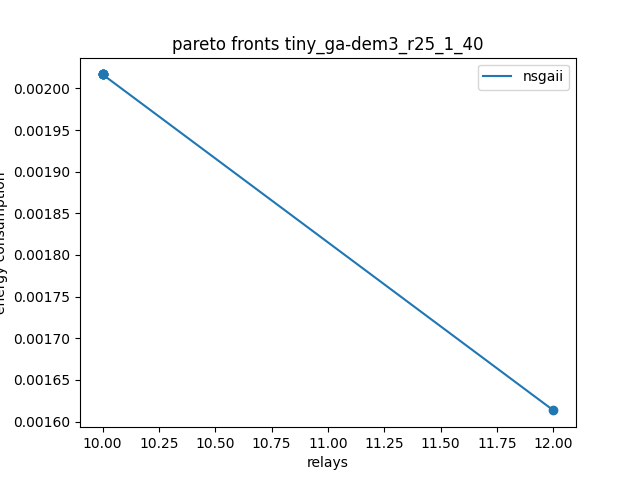 pareto fronts tiny_ga-dem3_r25_1_40
nsgaii
0.00200
0.00195
0.00190
0.00185
0.00180
0.00175
0.00170
0.00165
0.00160
energy consumption
10.00 10.25 10.50 10.75 11.00 11.25 11.50 11.75 12.00
relays